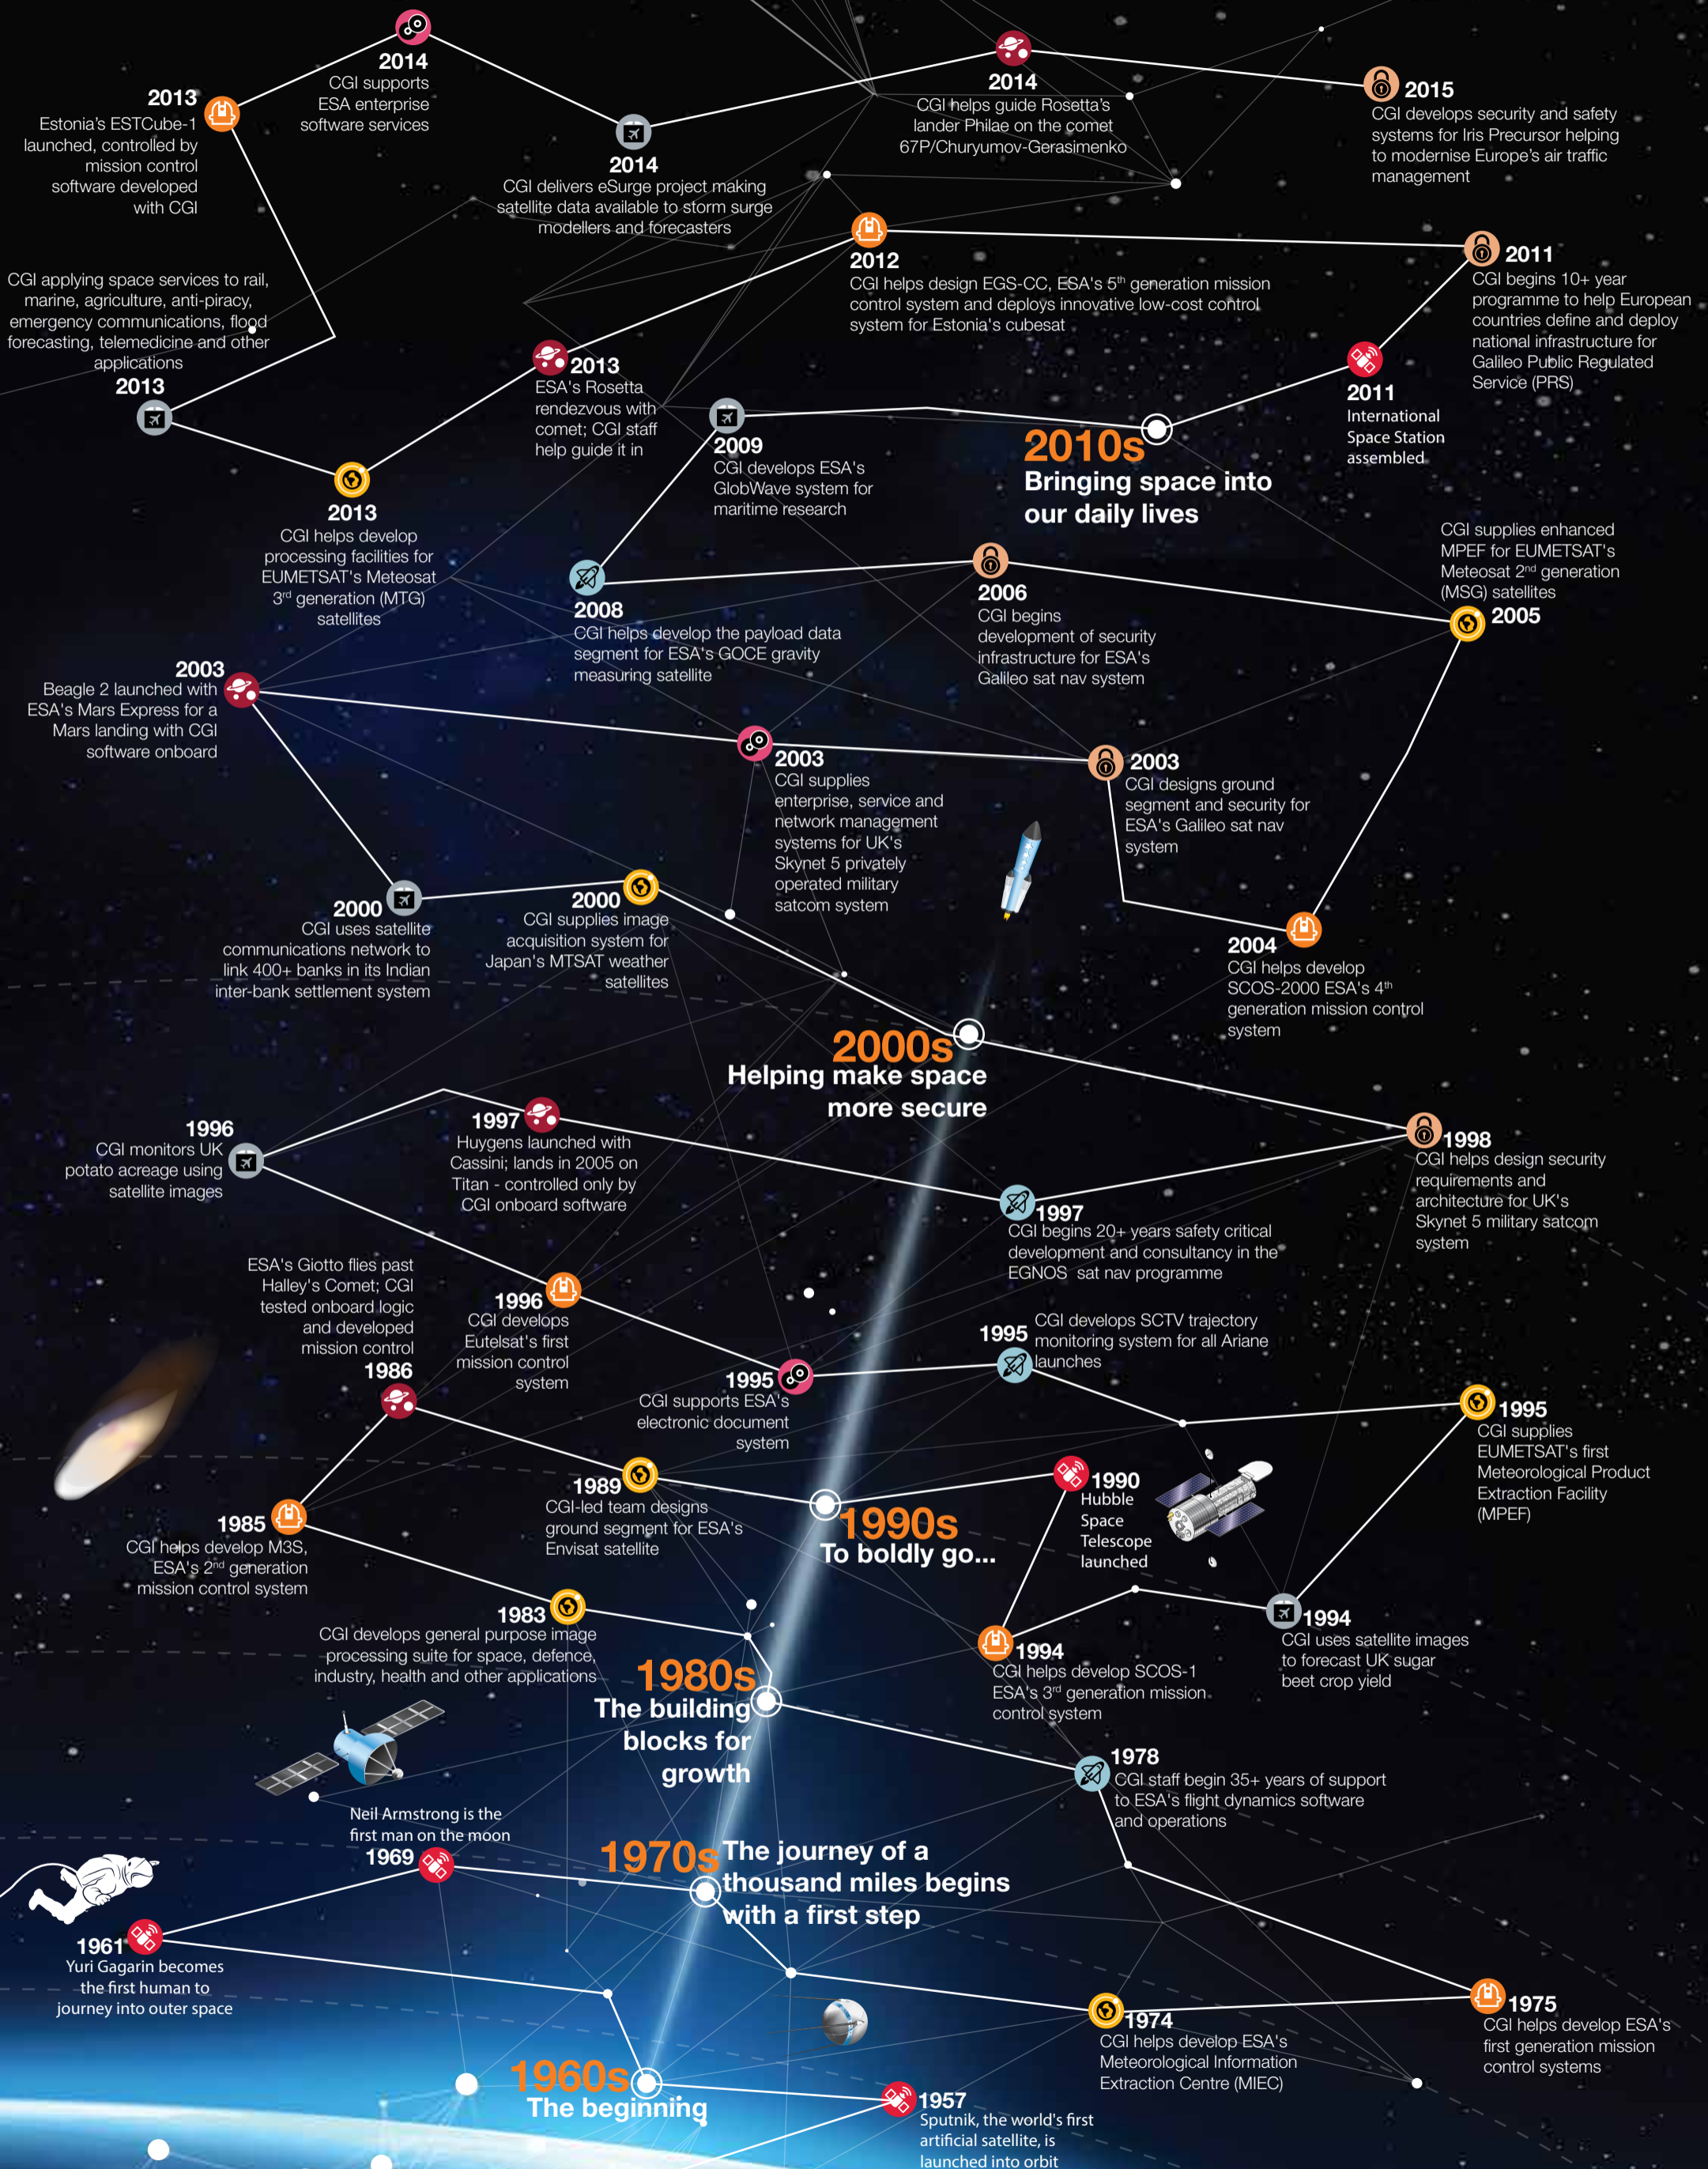 2014
CGI supports
ESA enterprise
software services
2014
CGI helps guide Rosetta's
lander Philae on the comet
67P/Churyumov-Gerasimenko
2015
CGI develops security and safety
systems for Iris Precursor helping
to modernise Europe's air traffic
management
2013
Estonia's ESTCube-1
launched, controlled by
mission control
software developed
with CGI
2014
CGI delivers eSurge project making
satellite data available to storm surge
modellers and forecasters
2012
CGI helps design EGS-CC, ESA's 5th generation mission
control system and deploys innovative low-cost control
system for Estonia's cubesat
2011
CGI begins 10+ year
programme to help European
countries define and deploy
national infrastructure for
Galileo Public Regulated
Service (PRS)
CGI applying space services to rail,
marine, agriculture, anti-piracy,
emergency communications, flood
forecasting, telemedicine and other
applications
2013
2013
ESA's Rosetta
rendezvous with
comet; CGI staff
help guide it in
2009
CGI develops ESA's
GlobWave system for
maritime research
2010s
Bringing space into
our daily lives
2011
International
Space Station
assembled
2013
CGI helps develop
processing facilities for
EUMETSAT's Meteosat
3rd generation (MTG)
satellites
2008
CGI helps develop the payload data
segment for ESA's GOCE gravity
measuring satellite
2006
CGI begins
development of security
infrastructure for ESA's
Galileo sat nav system
CGI supplies enhanced
MPEF for EUMETSAT's
Meteosat 2nd generation
(MSG) satellites
2005
2003
Beagle 2 launched with
ESA's Mars Express for a
Mars landing with CGI
software onboard
2003
CGI supplies
enterprise, service and
network management
systems for UK's
Skynet 5 privately
operated military
satcom system
2003
CGI designs ground
segment and security for
ESA's Galileo sat nav
system
2000
CGI uses satellite
communications network to
link 400+ banks in its Indian
inter-bank settlement system
2000
CGI supplies image
acquisition system for
Japan's MTSAT weather
satellites
2004
CGI helps develop
SCOS-2000 ESA's 4th
generation mission control
system
2000s
Helping make space
more secure
1996
CGI monitors UK
potato acreage using
satellite images
1997
Huygens launched with
Cassini; lands in 2005 on
Titan - controlled only by
CGI onboard software
1997
CGI begins 20+ years safety critical
development and consultancy in the
EGNOS sat nav programme
1998
CGI helps design security
requirements and
architecture for UK's
Skynet 5 military satcom
system
ESA's Giotto flies past
Halley's Comet; CGI
tested onboard logic
and developed
mission control
1986
1996
CGI develops
Eutelsat's first
mission control
system
1995
CGI supports ESA's
electronic document
system
1995
CGI develops SCTV trajectory
monitoring system for all Ariane
launches
1995
CGI supplies
EUMETSAT's first
Meteorological Product
Extraction Facility
(MPEF)
1985
CGI helps develop M3S,
ESA's 2nd generation
mission control system
1989
CGI-led team designs
ground segment for ESA's
Envisat satellite
1990s
To boldly go...
1990
Hubble
Space
Telescope
launched
1983
CGI develops general purpose image
processing suite for space, defence,
industry, health and other applications
1994
CGI helps develop SCOS-1
ESA's 3rd generation mission
control system
1994
CGI uses satellite images
to forecast UK sugar
beet crop yield
1980s
The building
blocks for
growth
1978
CGI staff begin 35+ years of support
to ESA's flight dynamics software
and operations
Neil Armstrong is the
first man on the moon
1969
1970s
The journey of a
thousand miles begins
with a first step
1961
Yuri Gagarin becomes
the first human to
journey into outer space
1974
CGI helps develop ESA's
Meteorological Information
Extraction Centre (MIEC)
1975
CGI helps develop ESA's
first generation mission
control systems
1960s
The beginning
1957
Sputnik, the world's first
artificial satellite, is
launched into orbit